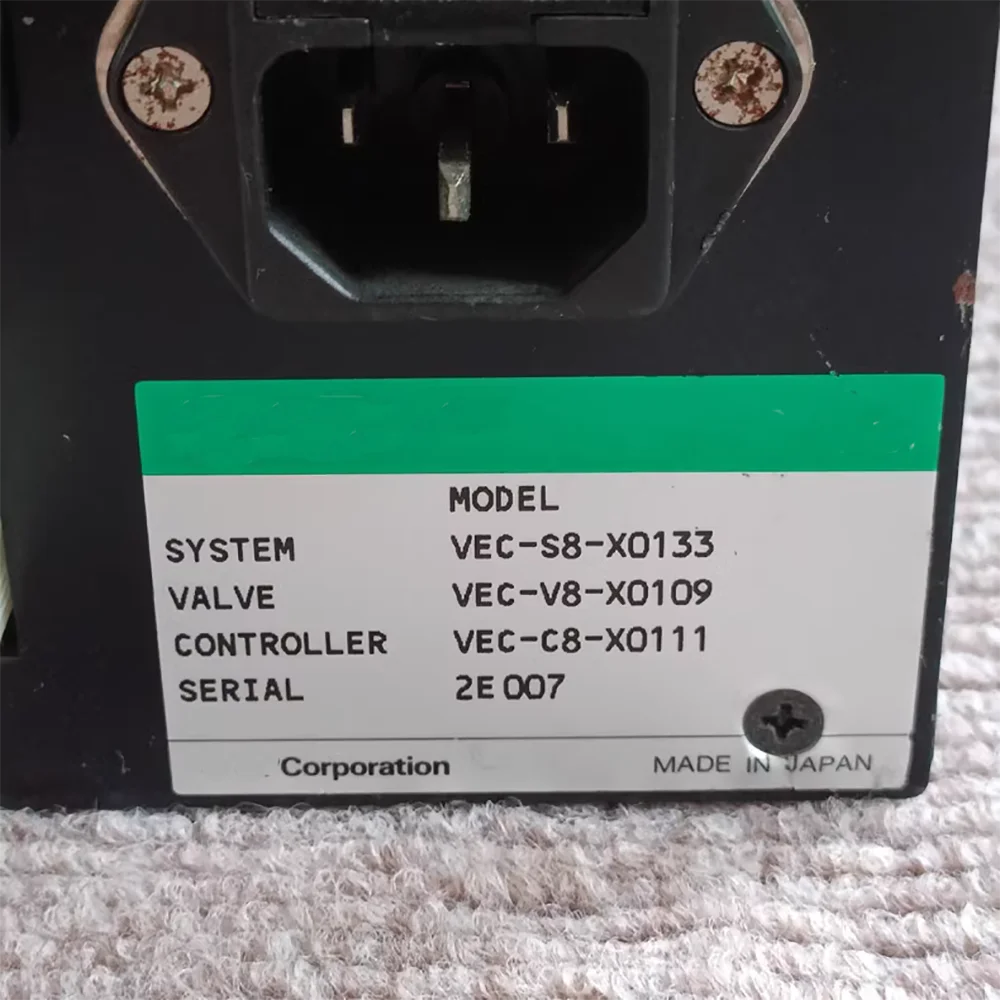 MODEL
SYSTEM VEC-S8-X0133
VALVE VEC-V8-X0109
CONTROLLER VEC-C8-X0111
SERIAL 2E007
Corporation MADE IN JAPAN